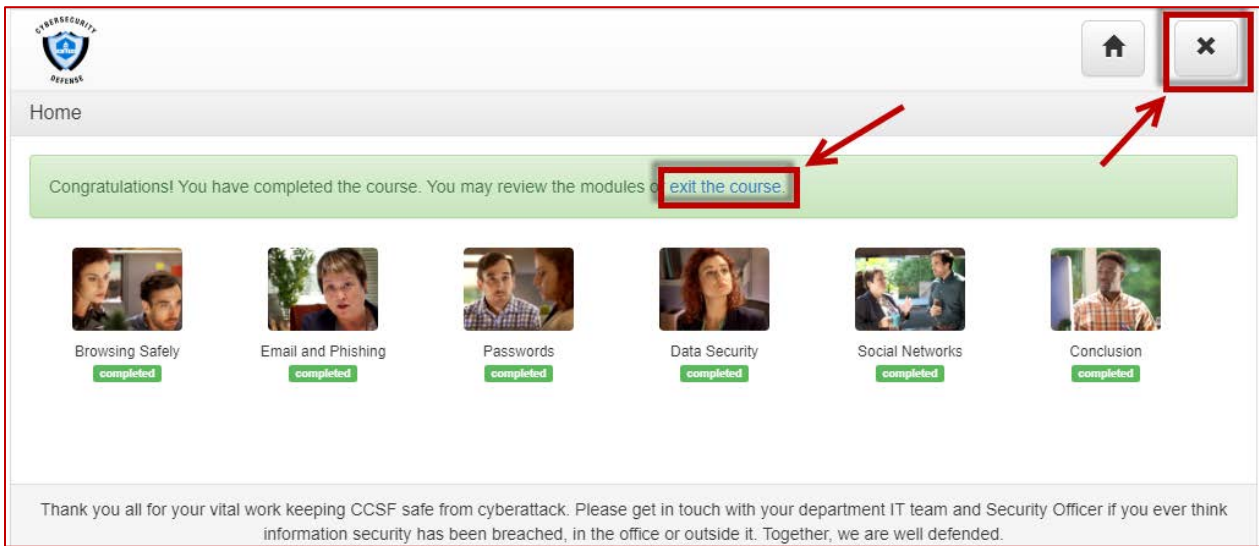 CYBERSECURITY
DEFENSE
Home
Congratulations! You have completed the course. You may review the modules or exit the course.
Browsing Safely
Email and Phishing
Passwords
Data Security
Social Networks
Conclusion
completed
completed
completed
completed
completed
completed
Thank you all for your vital work keeping CCSF safe from cyberattack. Please get in touch with your department IT team and Security Officer if you ever think
information security has been breached, in the office or outside it. Together, we are well defended.